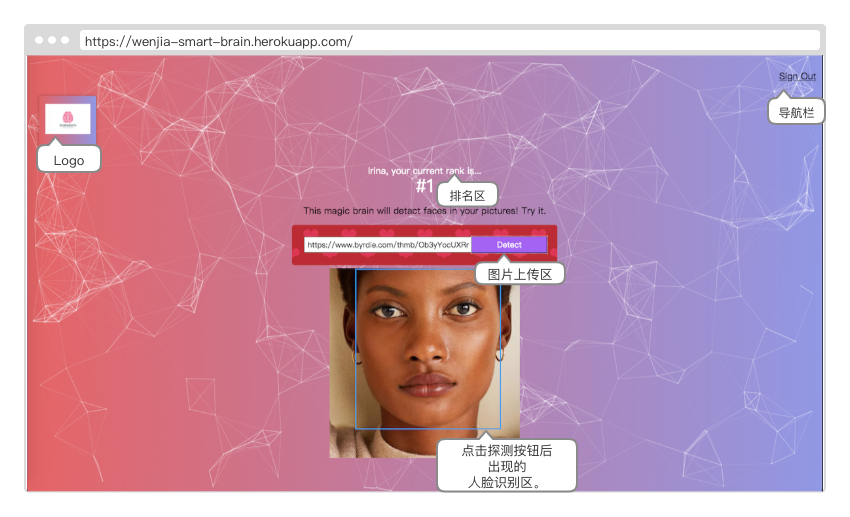 https://wenjia-smart-brain.herokuapp.com/
Sign Out
导航栏
Logo
Irina, your current rank is...
#1
排名区
This magic brain will detect faces in your pictures! Try it.
https://www.byrdie.com/thmb/Ob3yYocUXRr
Detect
图片上传区
点击探测按钮后
出现的
人脸识别区。